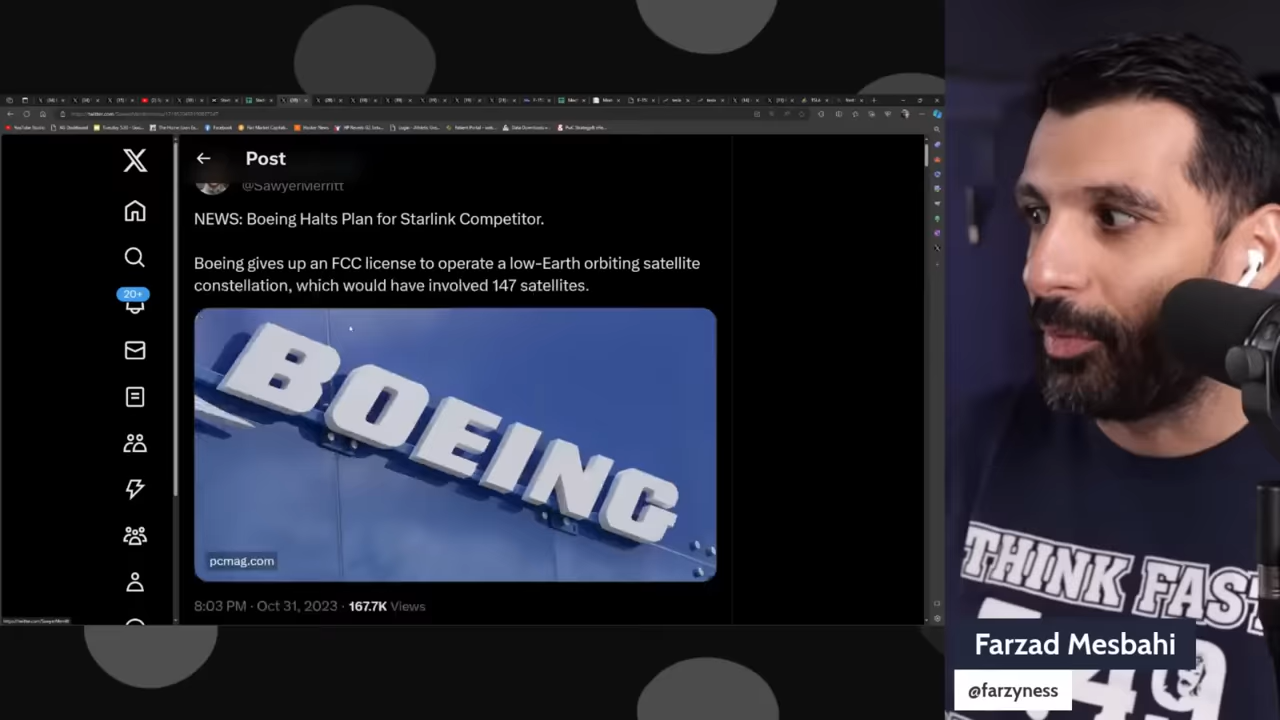 Post
@SawyerMerritt
NEWS: Boeing Halts Plan for Starlink Competitor.
Boeing gives up an FCC license to operate a low-Earth orbiting satellite
constellation, which would have involved 147 satellites.
20+
BOEING
pcmag.com
8:03 PM · Oct 31, 2023 · 167.7K Views
THINK FAS
49
Farzad Mesbahi
@farzyness